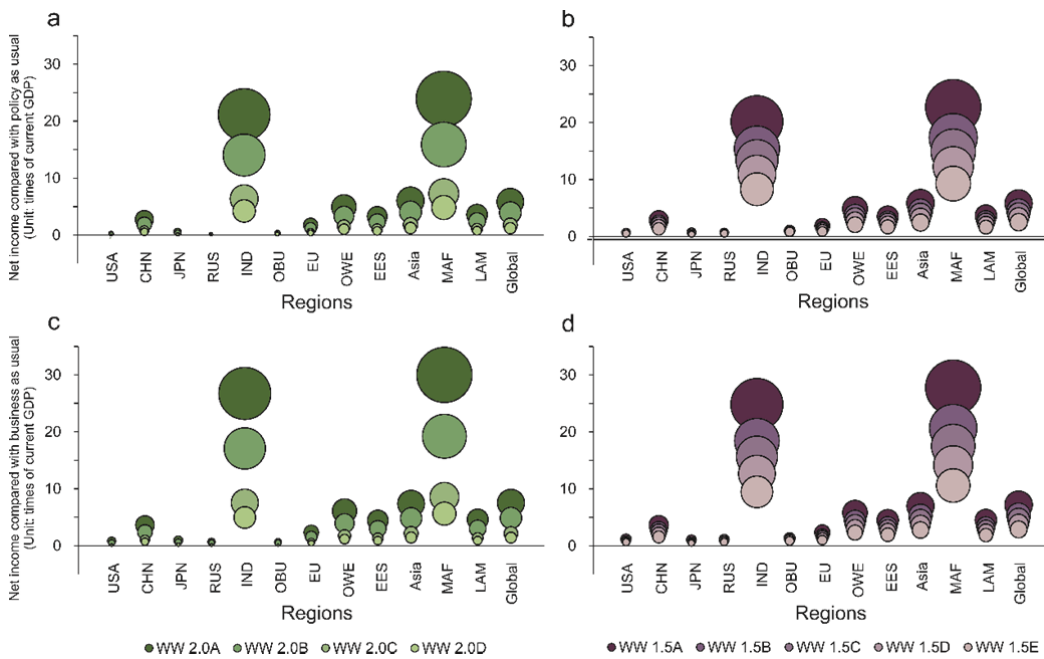 a
Net income compared with policy as usual
(Unit: times of current GDP)
30
20
10
0
USA CHN JPN RUS IND OBU EU OWE EES Asia MAF LAM Global
Regions
b
30
20
10
0
USA CHN JPN RUS IND OBU EU OWE EES Asia MAF LAM Global
Regions
c
Net income compared with business as usual
(Unit: times of current GDP)
30
20
10
0
USA CHN JPN RUS IND OBU EU OWE EES Asia MAF LAM Global
Regions
d
30
20
10
0
USA CHN JPN RUS IND OBU EU OWE EES Asia MAF LAM Global
Regions
WW 2.0A WW 2.0B WW 2.0C WW 2.0D
WW 1.5A WW 1.5B WW 1.5C WW 1.5D WW 1.5E